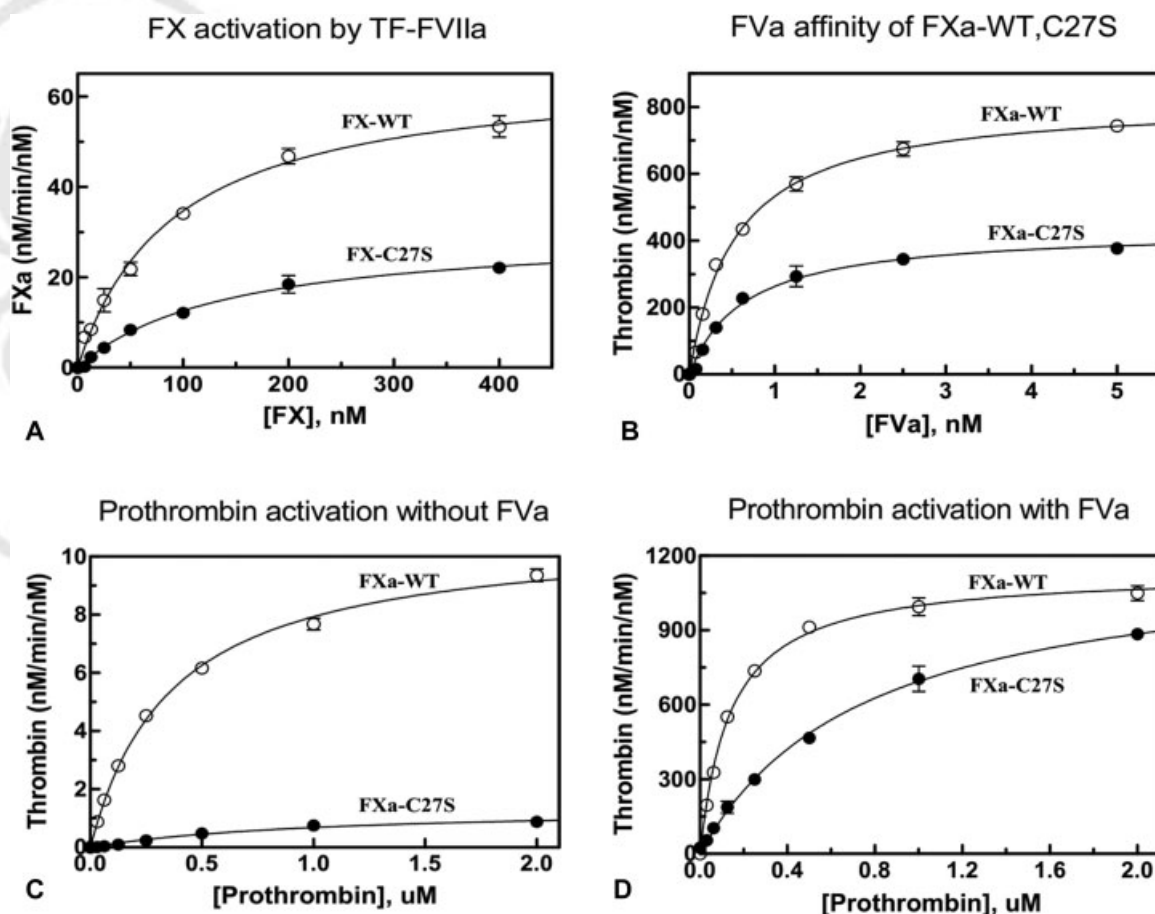 FX activation by TF-FVIIa
FXa (nM/min/nM)
60
40
20
0
FX-WT
FX-C27S
0 100 200 300 400
[FX], nM
A
FVa affinity of FXa-WT,C27S
Thrombin (nM/min/nM)
800
600
400
200
0
FXa-WT
FXa-C27S
0 1 2 3 4 5
[FVa], nM
B
Prothrombin activation without FVa
Thrombin (nM/min/nM)
10
8
6
4
2
0
FXa-WT
FXa-C27S
0.0 0.5 1.0 1.5 2.0
[Prothrombin], uM
C
Prothrombin activation with FVa
Thrombin (nM/min/nM)
1200
900
600
300
0
FXa-WT
FXa-C27S
0.0 0.4 0.8 1.2 1.6 2.0
[Prothrombin], uM
D